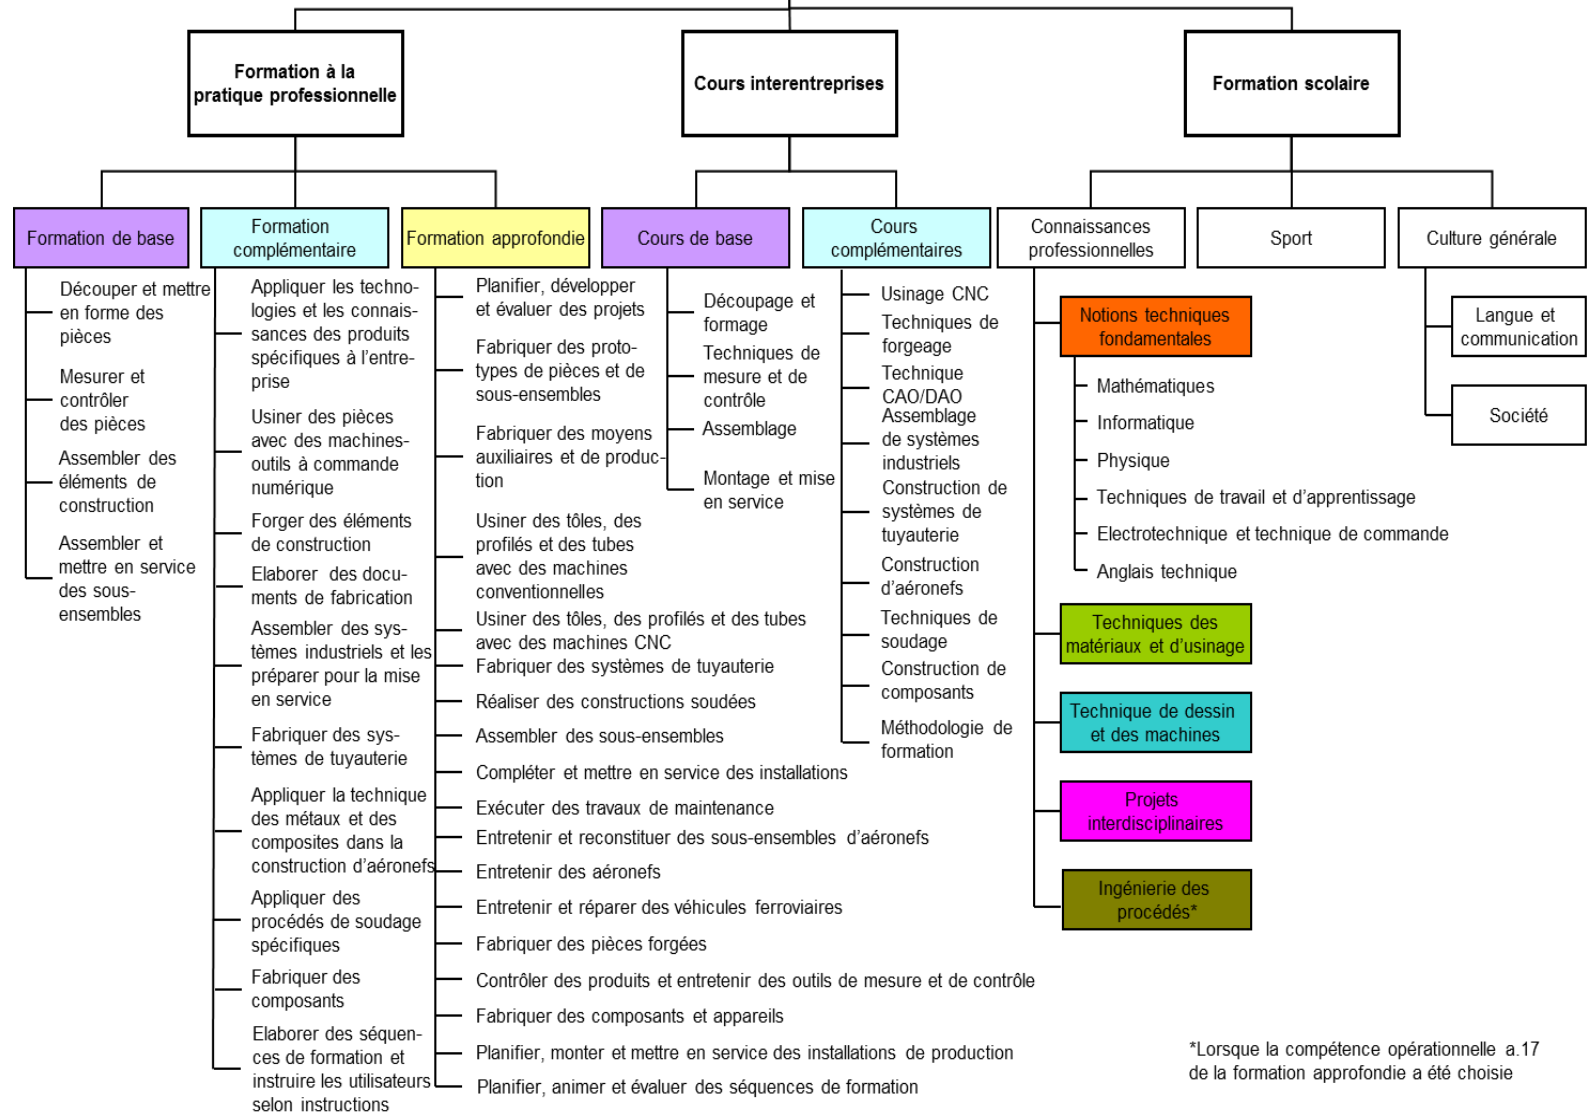 Formation à la
pratique professionnelle
Cours interentreprises
Formation scolaire
Formation de base
Découper et mettre
en forme des
pièces
Mesurer et
contrôler
des pièces
Assembler des
éléments de
construction
Assembler et
mettre en service
des sous-
ensembles
Formation
complémentaire
Appliquer les techno-
logies et les connais-
sances des produits
spécifiques à l'entre-
prise
Usiner des pièces
avec des machines-
outils à commande
numérique
Forger des éléments
de construction
Elaborer des docu-
ments de fabrication
Assembler des sys-
tèmes industriels et les
préparer pour la mise
en service
Fabriquer des sys-
tèmes de tuyauterie
Appliquer la technique
des métaux et des
composites dans la
construction d'aéronefs
Appliquer des
procédés de soudage
spécifiques
Fabriquer des
composants
Elaborer des séquen-
ces de formation et
instruire les utilisateurs
selon instructions
Formation approfondie
Planifier, développer
et évaluer des projets
Fabriquer des proto-
types de pièces et de
sous-ensembles
Fabriquer des moyens
auxiliaires et de produc-
tion
Usiner des tôles, des
profilés et des tubes
avec des machines
conventionnelles
Usiner des tôles, des profilés et des tubes
avec des machines CNC
Fabriquer des systèmes de tuyauterie
Réaliser des constructions soudées
Assembler des sous-ensembles
Compléter et mettre en service des installations
Exécuter des travaux de maintenance
Entretenir et reconstituer des sous-ensembles d'aéronefs
Entretenir des aéronefs
Entretenir et réparer des véhicules ferroviaires
Fabriquer des pièces forgées
Contrôler des produits et entretenir des outils de mesure et de contrôle
Fabriquer des composants et appareils
Planifier, monter et mettre en service des installations de production
Planifier, animer et évaluer des séquences de formation
Cours de base
Découpage et
formage
Techniques de
mesure et de
contrôle
Assemblage
Montage et mise
en service
Cours
complémentaires
Usinage CNC
Techniques de
forgeage
Technique
CAO/DAO
Assemblage
de systèmes
industriels
Construction de
systèmes de
tuyauterie
Construction
d'aéronefs
Techniques de
soudage
Construction de
composants
Méthodologie de
formation
Connaissances
professionnelles
Notions techniques
fondamentales
Mathématiques
Informatique
Physique
Techniques de travail et d'apprentissage
Electrotechnique et technique de commande
Anglais technique
Techniques des
matériaux et d'usinage
Technique de dessin
et des machines
Projets
interdisciplinaires
Ingénierie des
procédés*
Sport
Culture générale
Langue et
communication
Société
*Lorsque la compétence opérationnelle a.17
de la formation approfondie a été choisie